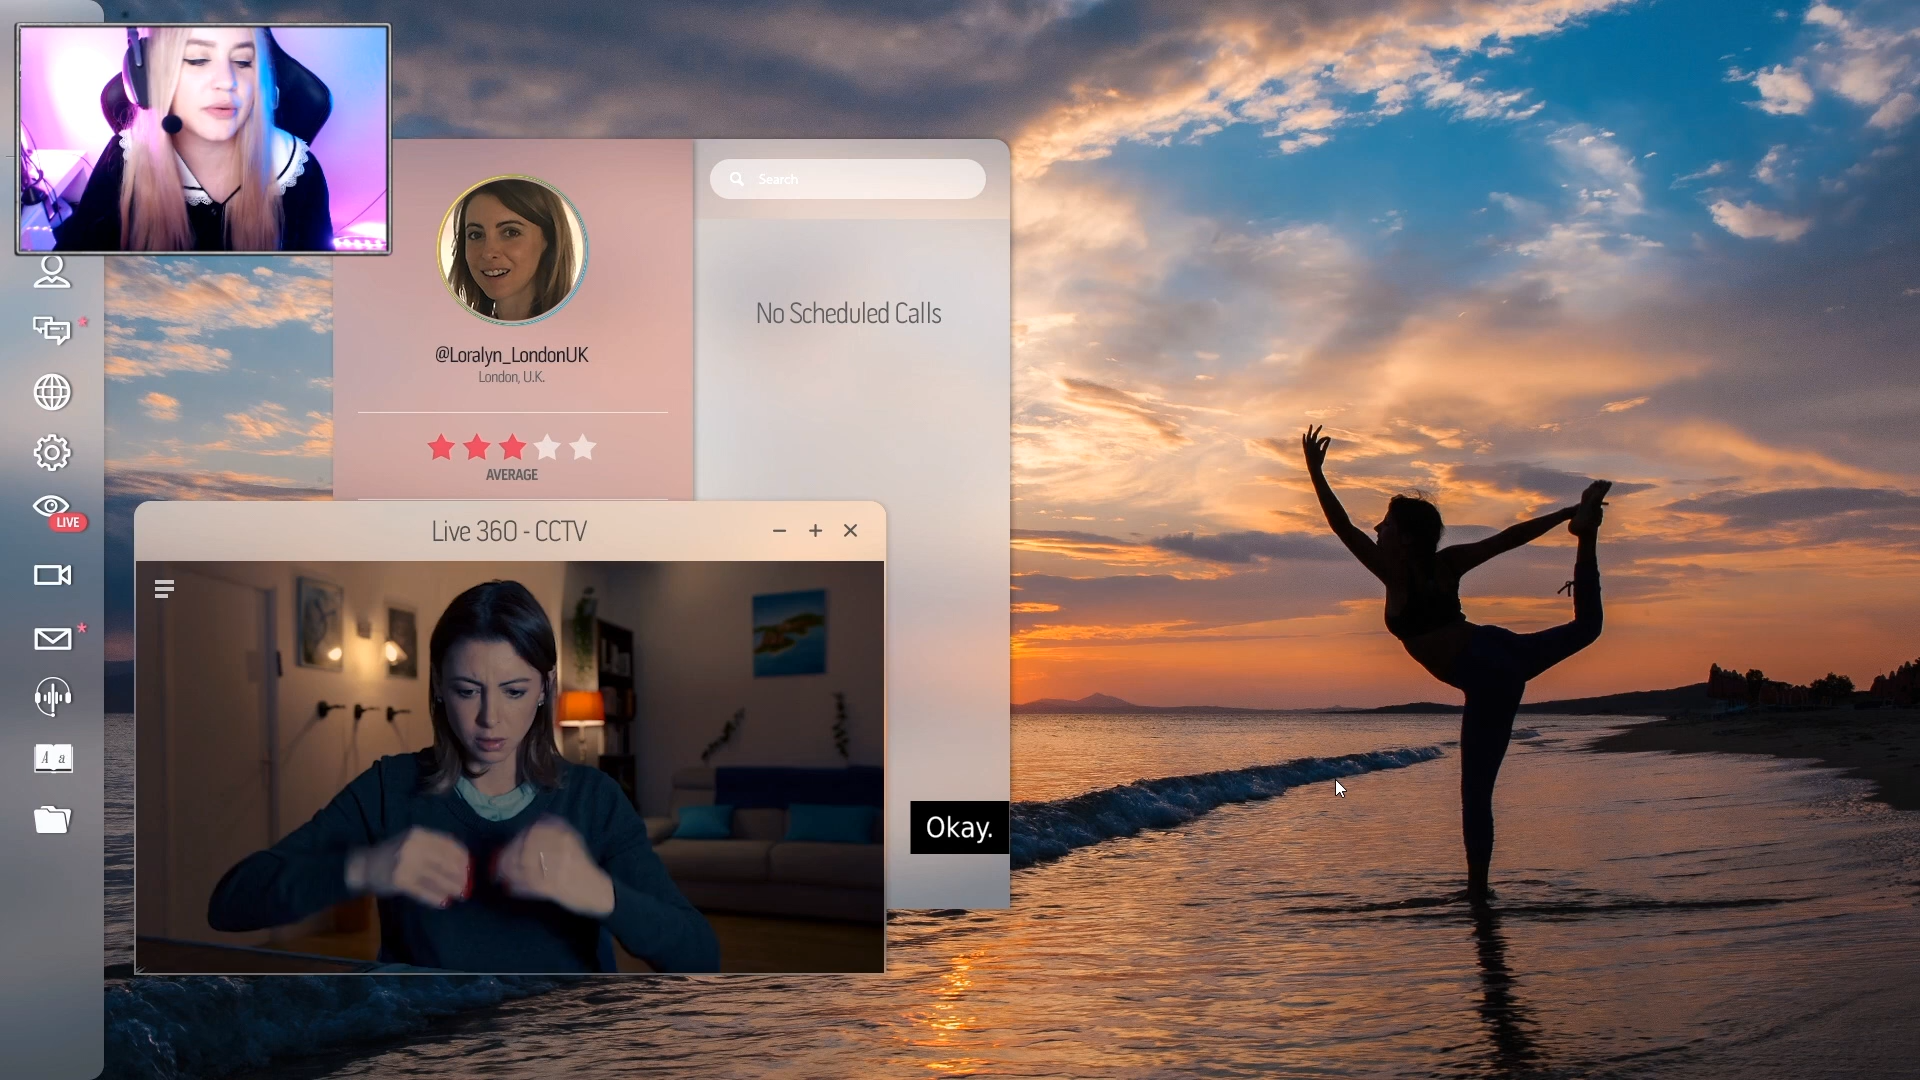 Search
No Scheduled Calls
@Loralyn_LondonUK
London, U.K.
AVERAGE
LIVE
Live 360 - CCTV
A a
Okay.